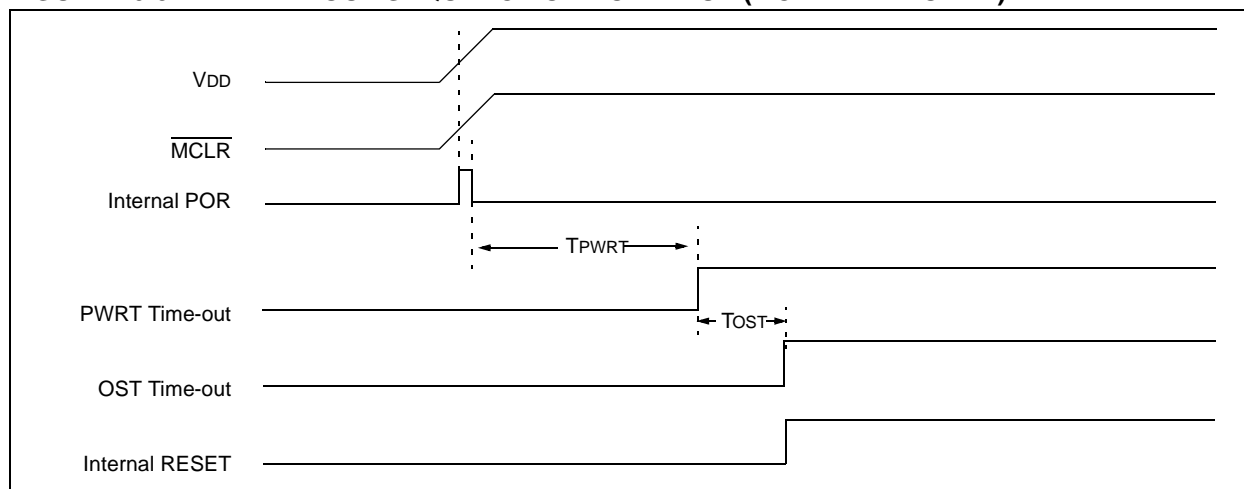 VDD
MCLR
Internal POR
TPWRT
PWRT Time-out
TOST
OST Time-out
Internal RESET